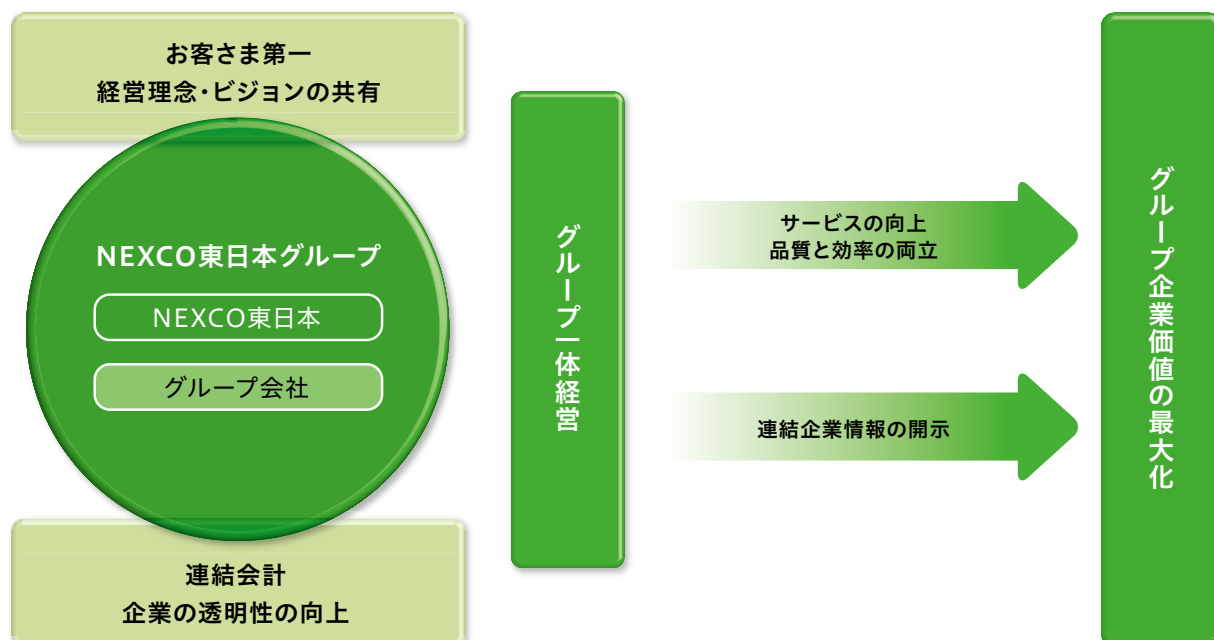 お客さま第一
経営理念・ビジョンの共有
NEXCO東日本グループ
NEXCO東日本
グループ会社
連結会計
企業の透明性の向上
グループ一体経営
サービスの向上
品質と効率の両立
連結企業情報の開示
グループ企業価値の最大化